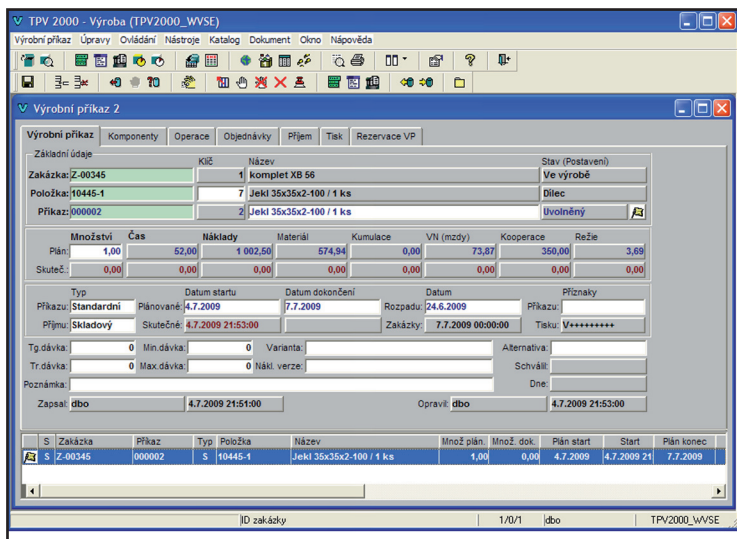 TPV 2000 - Výroba (TPV2000_WVSE)
Výrobní příkaz Úpravy Ovládání Nástroje Katalog Dokument Okno Nápověda
Výrobní příkaz 2
Výrobní příkaz Komponenty Operace Objednávky Příjem Tisk Rezervace VP
Základní údaje Klíč Název Stav (Postavení)
Zakázka: Z-00345 1 komplet XB 56 Ve výrobě
Položka: 10445-1 7 Jekl 35x35x2-100 / 1 ks Dílec
Příkaz: 000002 2 Jekl 35x35x2-100 / 1 ks Uvolněný
Množství Čas Náklady Materiál Kumulace VN (mzdy) Kooperace Režie
Plán: 1,00 52,00 1 002,50 574,94 0,00 73,87 350,00 3,69
Skuteč.: 0,00 0,00 0,00 0,00 0,00 0,00 0,00 0,00
Typ Datum startu Datum dokončení Datum Příznaky
Příkazu: Standardní Plánované: 4.7.2009 7.7.2009 Rozpadu: 24.6.2009 Příkazu:
Příjmu: Skladový Skutečné: 4.7.2009 21:53:00 Zakázky: 7.7.2009 00:00:00 Tisku: V+++++++++
Tg.dávka: 0 Min.dávka: 0 Varianta: Alternativa:
Tr.dávka: 0 Max.dávka: 0 Nákl. verze: Schválil:
Poznámka: Dne:
Zapsal: dbo 4.7.2009 21:51:00 Opravil: dbo 4.7.2009 21:53:00
S Zakázka Příkaz Typ Položka Název Množ plán. Množ. dok. Plán start Start Plán konec
S Z-00345 000002 S 10445-1 Jekl 35x35x2-100 / 1 ks 1,00 0,00 4.7.2009 4.7.2009 21 7.7.2009
ID zakázky 1/0/1 dbo TPV2000_WVSE